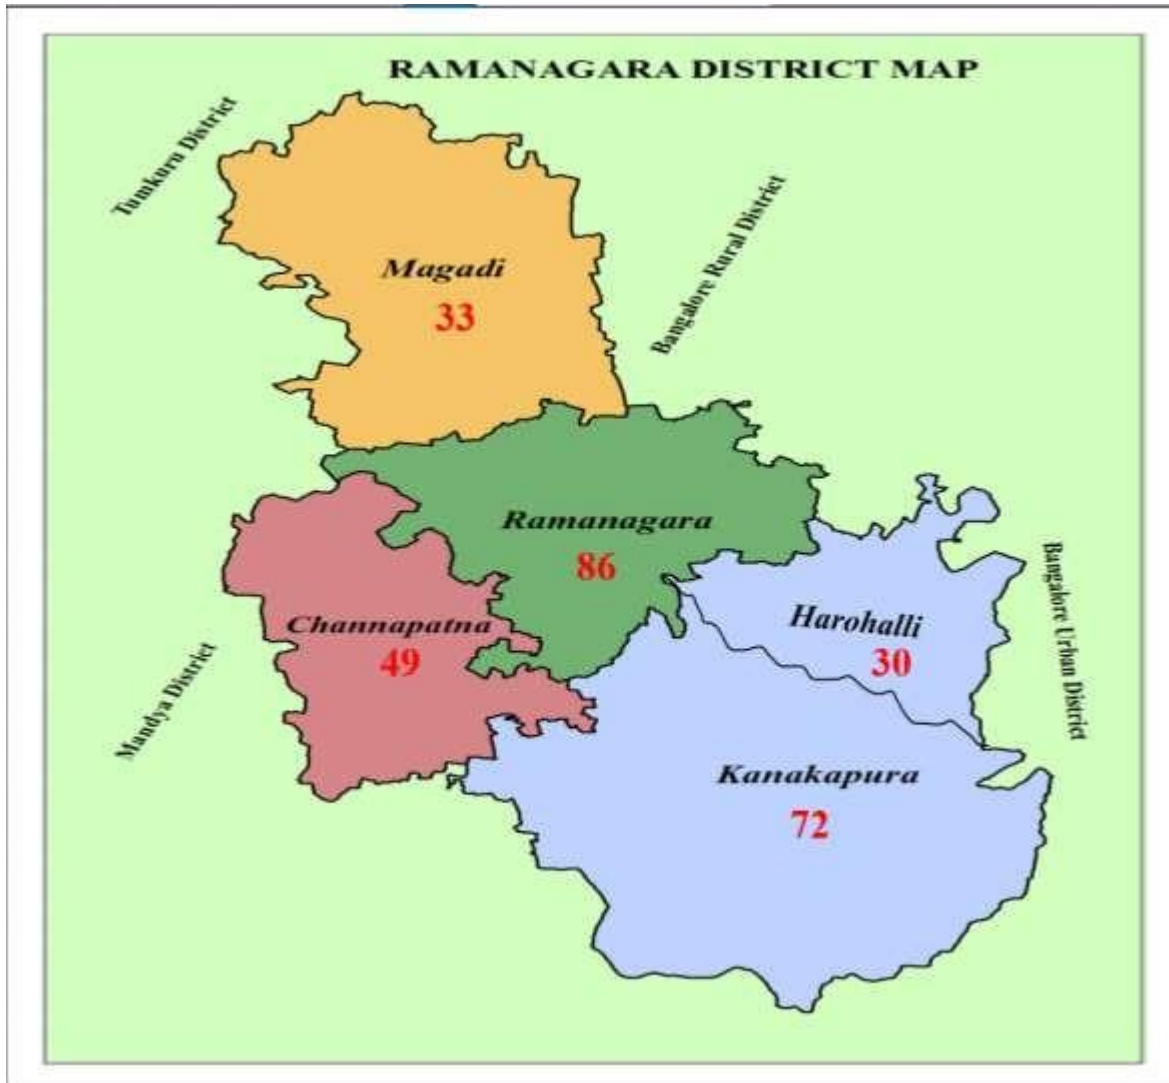 RAMANAGARA DISTRICT MAP
Tumkuru District
Bangalore Rural District
Magadi
33
Ramanagara
86
Harohalli
30
Bangalore Urban District
Channapatna
49
Mandya District
Kanakapura
72